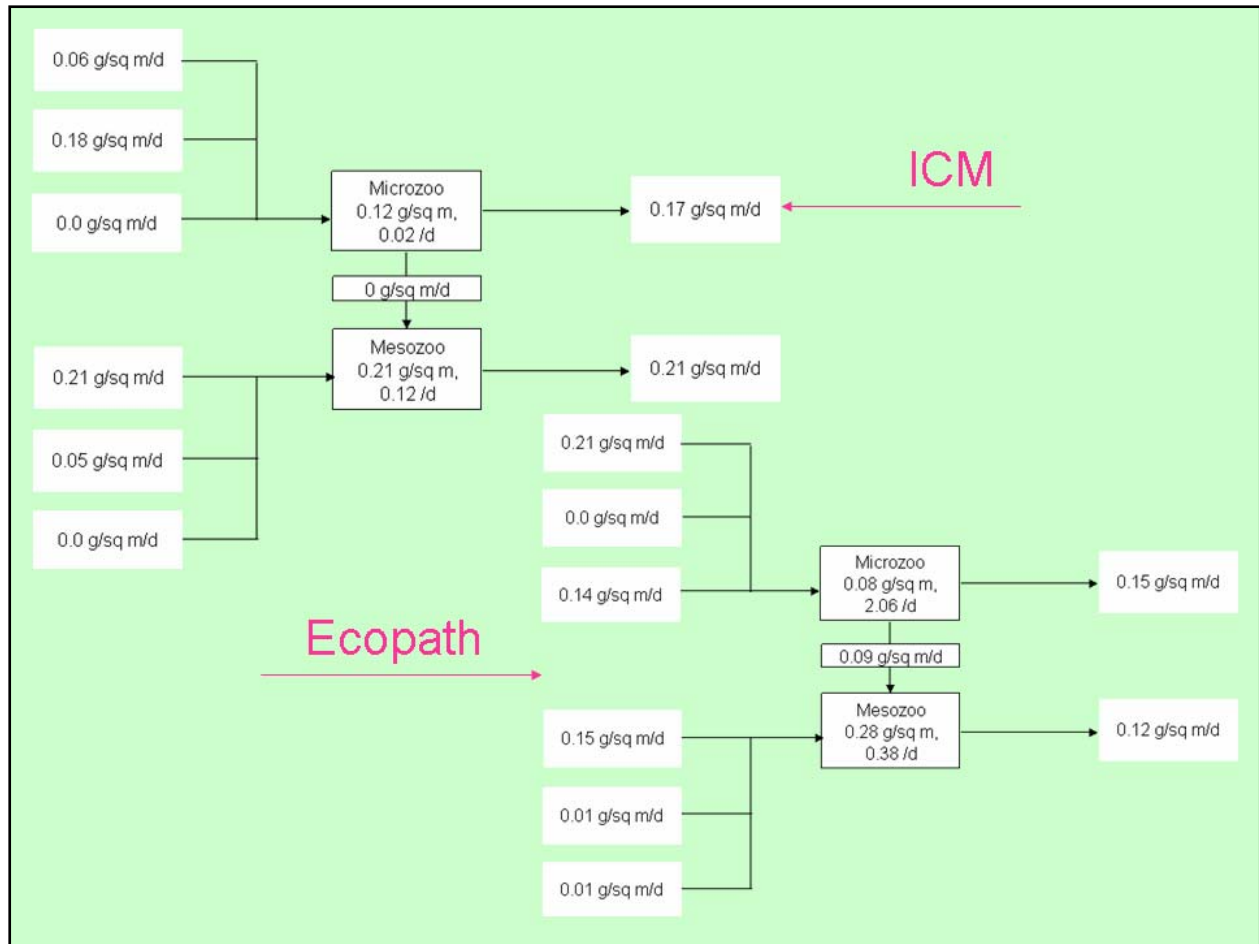 0.06 g/sq m/d
0.18 g/sq m/d
0.0 g/sq m/d
Microzoo
0.12 g/sq m,
0.02 /d
0.17 g/sq m/d
ICM
0 g/sq m/d
0.21 g/sq m/d
0.05 g/sq m/d
0.0 g/sq m/d
Mesozoo
0.21 g/sq m,
0.12 /d
0.21 g/sq m/d
Ecopath
0.21 g/sq m/d
0.0 g/sq m/d
0.14 g/sq m/d
Microzoo
0.08 g/sq m,
2.06 /d
0.15 g/sq m/d
0.09 g/sq m/d
0.15 g/sq m/d
0.01 g/sq m/d
0.01 g/sq m/d
Mesozoo
0.28 g/sq m,
0.38 /d
0.12 g/sq m/d